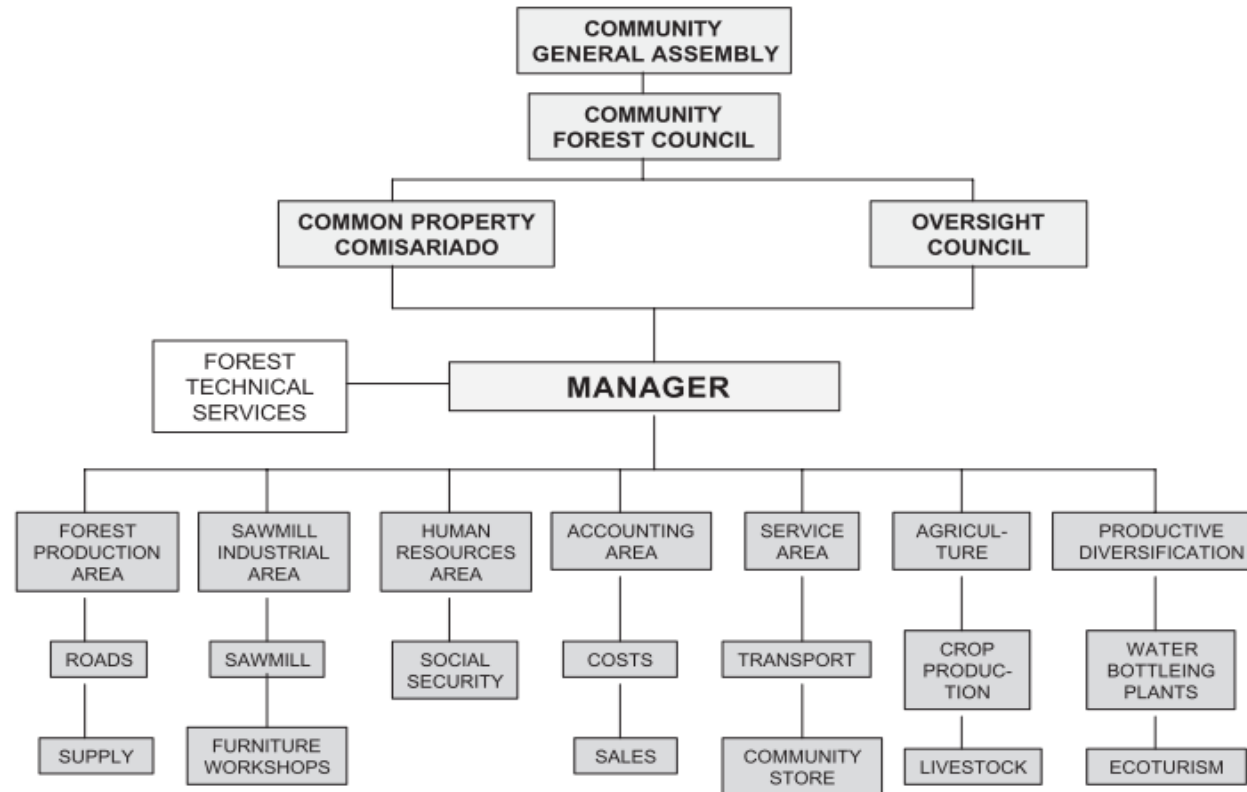 COMMUNITY
GENERAL ASSEMBLY
COMMUNITY
FOREST COUNCIL
COMMON PROPERTY
COMISARIADO
OVERSIGHT
COUNCIL
FOREST
TECHNICAL
SERVICES
MANAGER
FOREST
PRODUCTION
AREA
SAWMILL
INDUSTRIAL
AREA
HUMAN
RESOURCES
AREA
ACCOUNTING
AREA
SERVICE
AREA
AGRICUL-
TURE
PRODUCTIVE
DIVERSIFICATION
ROADS
SAWMILL
SOCIAL
SECURITY
COSTS
TRANSPORT
CROP
PRODUC-
TION
WATER
BOTTLEING
PLANTS
SUPPLY
FURNITURE
WORKSHOPS
SALES
COMMUNITY
STORE
LIVESTOCK
ECOTURISM